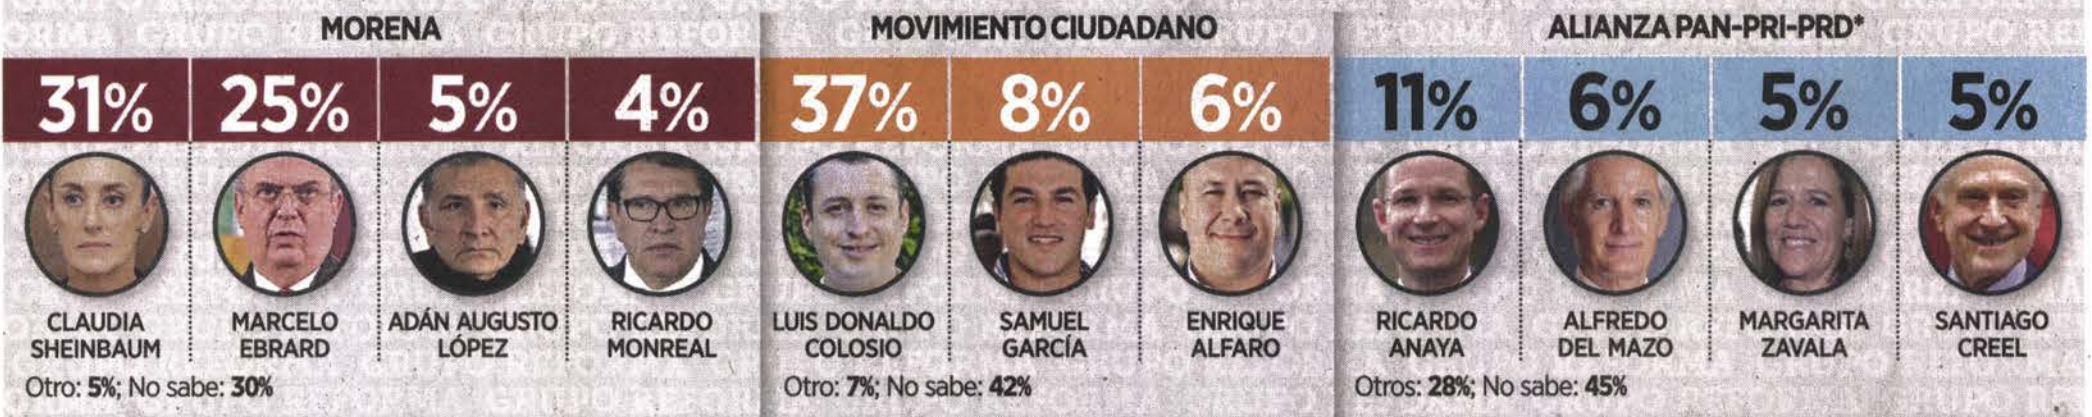 MORENA
31% 25% 5% 4%
CLAUDIA SHEINBAUM
MARCELO EBRARD
ADÁN AUGUSTO LÓPEZ
RICARDO MONREAL
Otro: 5%; No sabe: 30%
MOVIMIENTO CIUDADANO
37% 8% 6%
LUIS DONALDO COLOSIO
SAMUEL GARCÍA
ENRIQUE ALFARO
Otro: 7%; No sabe: 42%
ALIANZA PAN-PRI-PRD*
11% 6% 5% 5%
RICARDO ANAYA
ALFREDO DEL MAZO
MARGARITA ZAVALA
SANTIAGO CREEL
Otros: 28%; No sabe: 45%